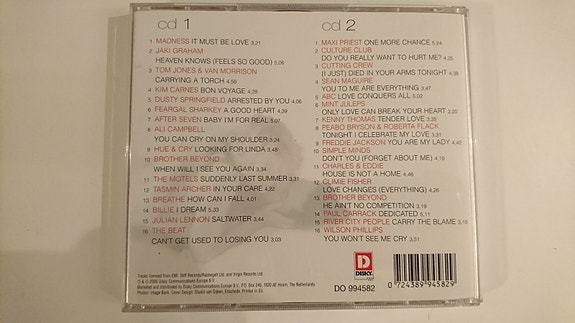 cd 1
1 MADNESS IT MUST BE LOVE 3,21
2 JAKI GRAHAM
HEAVEN KNOWS (FEELS SO GOOD) 5,06
3 TOM JONES & VAN MORRISON
CARRYING A TORCH 4,56
4 KIM CARNES BON VOYAGE 4,28
5 DUSTY SPRINGFIELD ARRESTED BY YOU 4,06
6 FEARGAL SHARKEY A GOOD HEART 4,39
7 AFTER SEVEN BABY I'M FOR REAL 5,07
8 ALI CAMPBELL
YOU CAN CRY ON MY SHOULDER 3,24
9 HUE & CRY LOOKING FOR LINDA 3,48
10 BROTHER BEYOND
WHEN WILL I SEE YOU AGAIN 3,34
11 THE MOTELS SUDDENLY LAST SUMMER 3,31
12 TASMIN ARCHER IN YOUR CARE 4,22
13 BREATHE HOW CAN I FALL 4,01
14 BILLIE I DREAM 5,33
15 JULIAN LENNON SALTWATER 3,44
16 THE BEAT
CAN'T GET USED TO LOSING YOU 3,03
cd 2
1 MAXI PRIEST ONE MORE CHANCE 5,24
2 CULTURE CLUB
DO YOU REALLY WANT TO HURT ME? 4,25
3 CUTTING CREW
(I JUST) DIED IN YOUR ARMS TONIGHT 4,38
4 SEAN MAGUIRE
YOU TO ME ARE EVERYTHING 3,47
5 ABC LOVE CONQUERS ALL 5,02
6 MINT JULEPS
ONLY LOVE CAN BREAK YOUR HEART 2,20
7 KENNY THOMAS TENDER LOVE 3,25
8 PEABO BRYSON & ROBERTA FLACK
TONIGHT I CELEBRATE MY LOVE 3,31
9 FREDDIE JACKSON YOU ARE MY LADY 4,40
10 SIMPLE MINDS
DON'T YOU (FORGET ABOUT ME) 4,19
11 CHARLES & EDDIE
HOUSE IS NOT A HOME 4,46
12 CLIMIE FISHER
LOVE CHANGES (EVERYTHING) 4,26
13 BROTHER BEYOND
HE AIN'T NO COMPETITION 3,19
14 PAUL CARRACK DEDICATED 5,11
15 RIVER CITY PEOPLE CARRY THE BLAME 3,18
16 WILSON PHILLIPS
YOU WON'T SEE ME CRY 3,51
DISKY
DO 994582
0 724389 945829